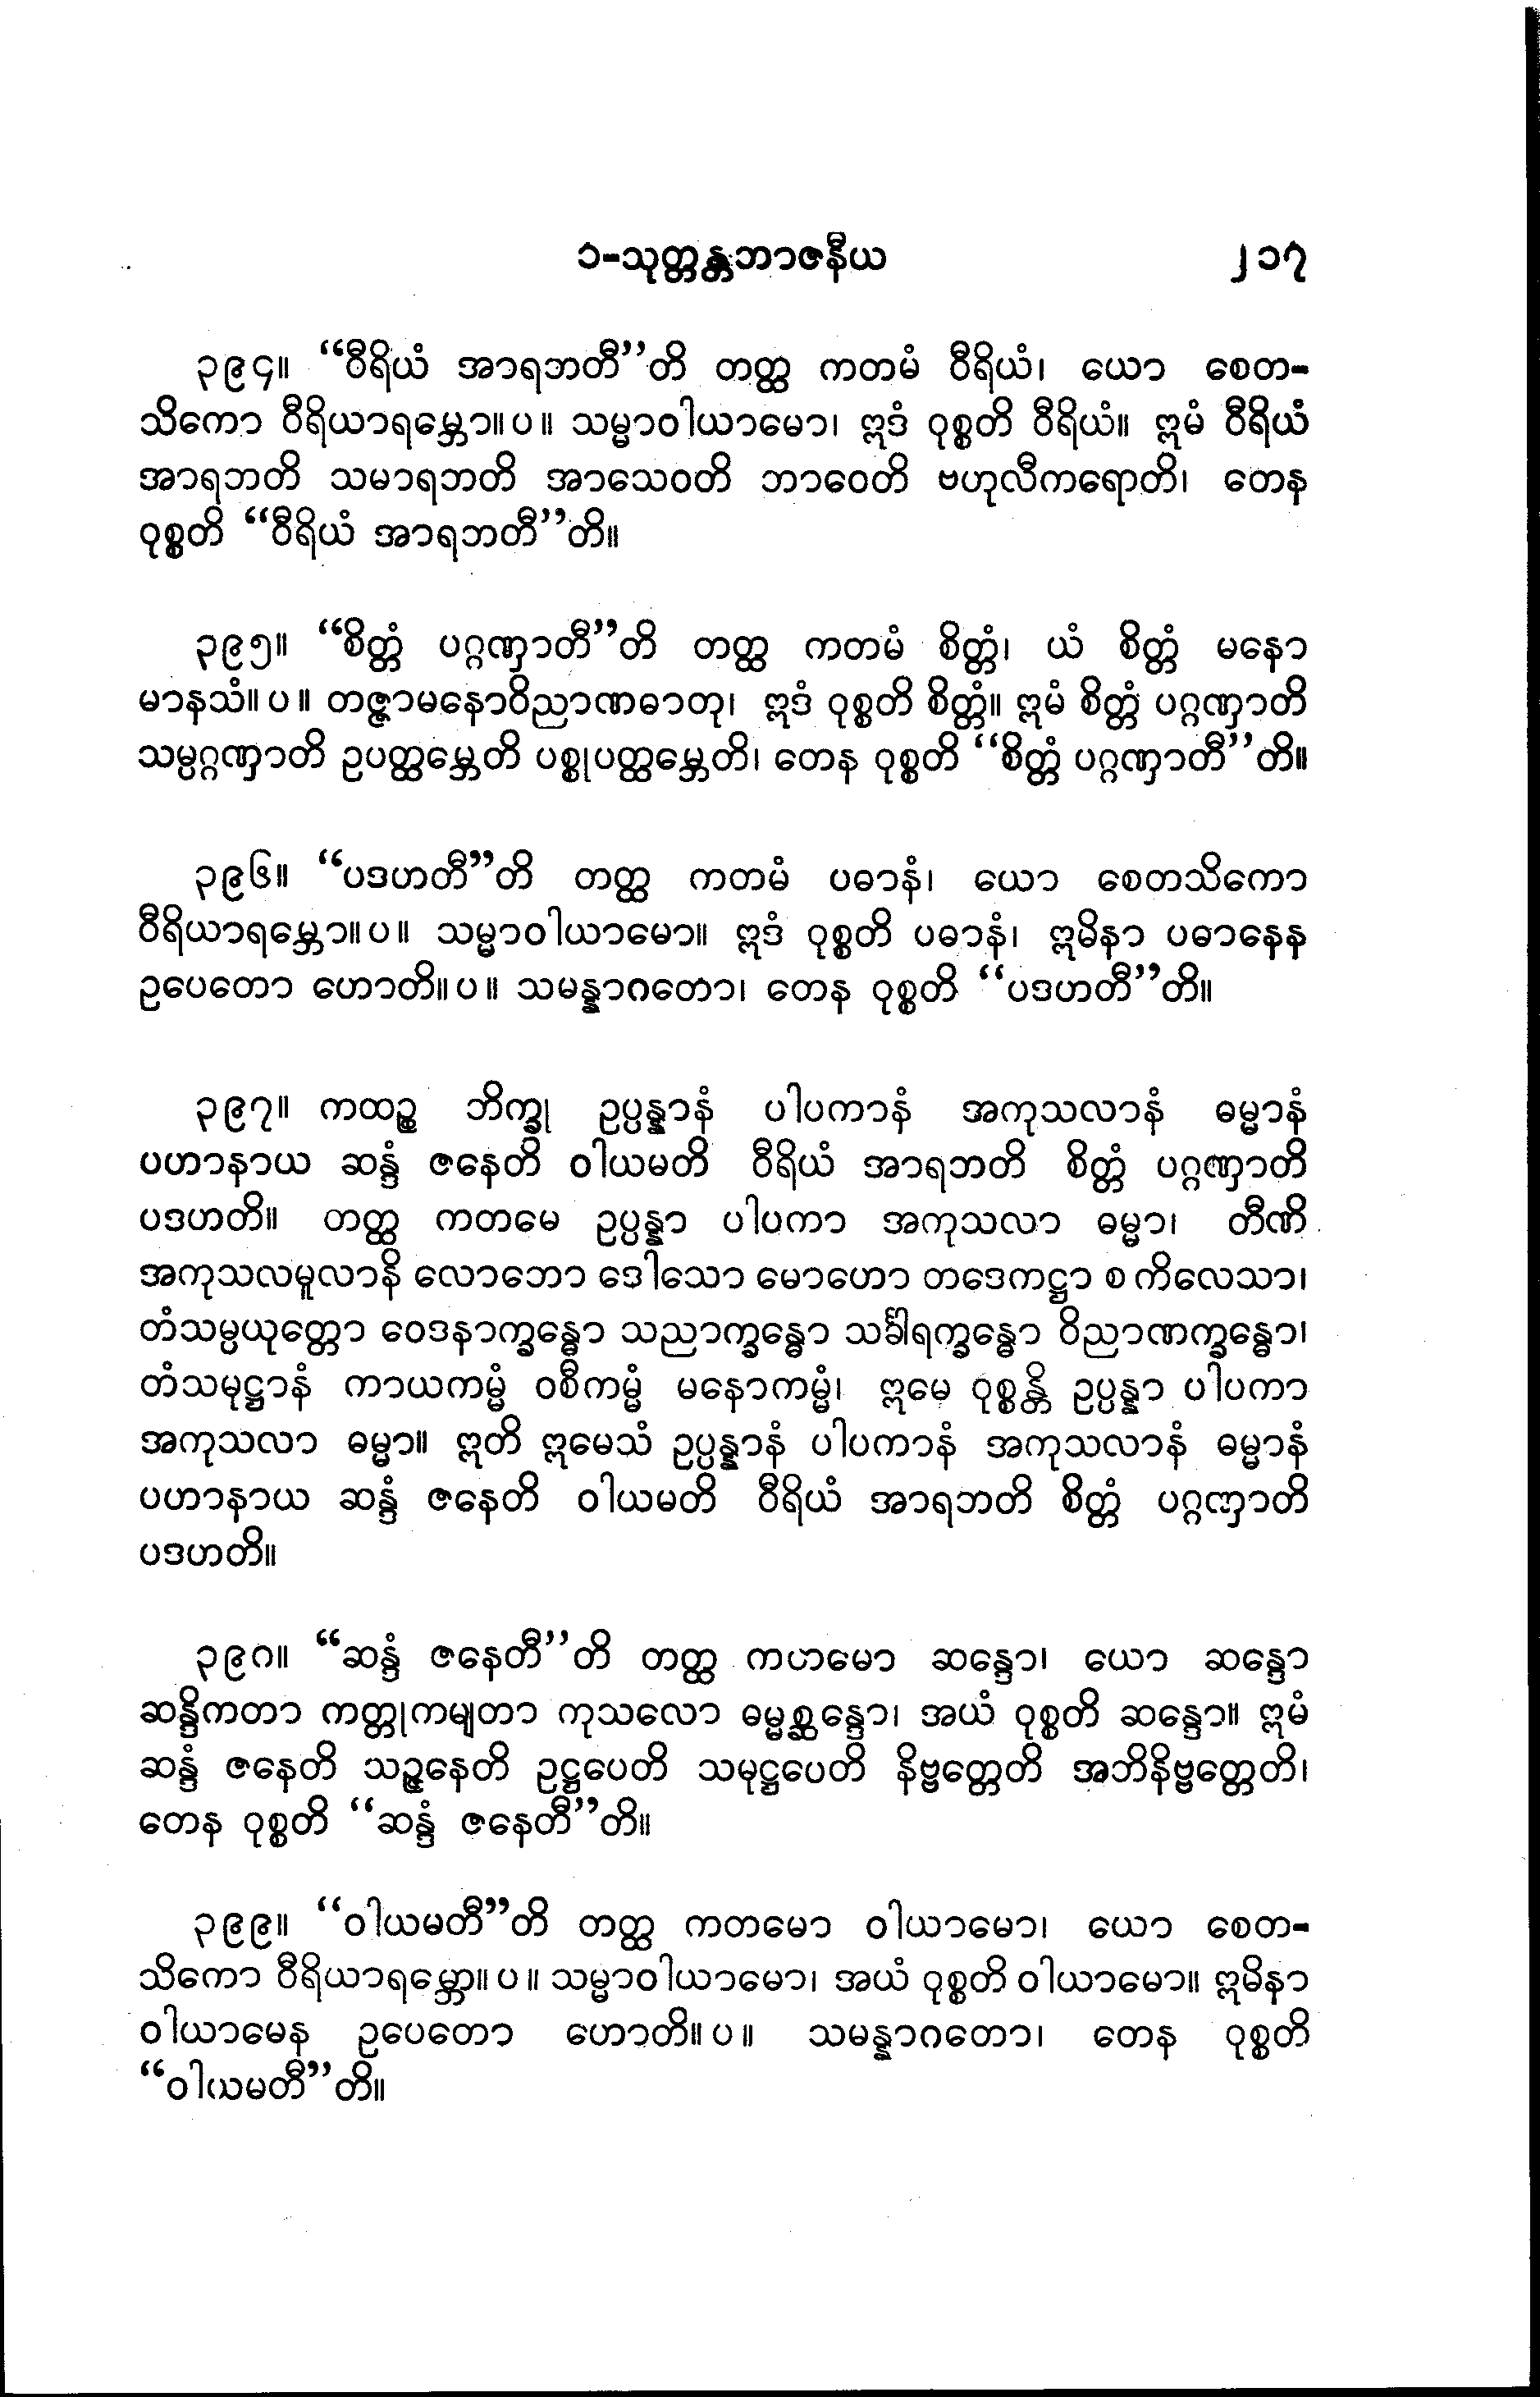 ၁-သုတ္တန္တဘာဇနီယ ၂၁၇
၃၉၄။ “ဝီရိယံ အာရဘတီ”တိ တတ္ထ ကတမံ ဝီရိယံ၊ ယော စေတ-
သိကော ဝီရိယာရမ္ဘော။ပ။ သမ္မာဝါယာမော၊ ဣဒံ ဝုစ္စတိ ဝီရိယံ။ ဣမံ ဝီရိယံ
အာရဘတိ သမာရဘတိ အာသေဝတိ ဘာဝေတိ ဗဟုလီကရောတိ၊ တေန
ဝုစ္စတိ “ဝီရိယံ အာရဘတီ”တိ။
၃၉၅။ “စိတ္တံ ပဂ္ဂဏှာတီ”တိ တတ္ထ ကတမံ စိတ္တံ၊ ယံ စိတ္တံ မနော
မာနသံ။ပ။ တဇ္ဇာမနောဝိညာဏဓာတု၊ ဣဒံ ဝုစ္စတိ စိတ္တံ။ ဣမံ စိတ္တံ ပဂ္ဂဏှာတိ
သမ္ပဂ္ဂဏှာတိ ဥပတ္ထမ္ဘေတိ ပစ္စုပတ္ထမ္ဘေတိ၊ တေန ဝုစ္စတိ “စိတ္တံ ပဂ္ဂဏှာတီ”တိ။
၃၉၆။ “ပဒဟတီ”တိ တတ္ထ ကတမံ ပဓာနံ၊ ယော စေတသိကော
ဝီရိယာရမ္ဘော။ပ။ သမ္မာဝါယာမော။ ဣဒံ ဝုစ္စတိ ပဓာနံ၊ ဣမိနာ ပဓာနေန
ဥပေတော ဟောတိ။ပ။ သမန္နာဂတော၊ တေန ဝုစ္စတိ “ပဒဟတီ”တိ။
၃၉၇။ ကထဉ္စ ဘိက္ခု ဥပ္ပန္နာနံ ပါပကာနံ အကုသလာနံ ဓမ္မာနံ
ပဟာနာယ ဆန္ဒံ ဇနေတိ ဝါယမတိ ဝီရိယံ အာရဘတိ စိတ္တံ ပဂ္ဂဏှာတိ
ပဒဟတိ။ တတ္ထ ကတမေ ဥပ္ပန္နာ ပါပကာ အကုသလာ ဓမ္မာ၊ တီဏိ
အကုသလမူလာနိ လောဘော ဒေါသော မောဟော တဒေကဋ္ဌာ စ ကိလေသာ၊
တံသမ္ပယုတ္တော ဝေဒနာက္ခန္ဓော သညာက္ခန္ဓော သင်္ခါရက္ခန္ဓော ဝိညာဏက္ခန္ဓော၊
တံသမုဋ္ဌာနံ ကာယကမ္မံ ဝစီကမ္မံ မနောကမ္မံ၊ ဣမေ ဝုစ္စန္တိ ဥပ္ပန္နာ ပါပကာ
အကုသလာ ဓမ္မာ။ ဣတိ ဣမေသံ ဥပ္ပန္နာနံ ပါပကာနံ အကုသလာနံ ဓမ္မာနံ
ပဟာနာယ ဆန္ဒံ ဇနေတိ ဝါယမတိ ဝီရိယံ အာရဘတိ စိတ္တံ ပဂ္ဂဏှာတိ
ပဒဟတိ။
၃၉၈။ “ဆန္ဒံ ဇနေတီ”တိ တတ္ထ ကတမော ဆန္ဒော၊ ယော ဆန္ဒော
ဆန္ဒိကတာ ကတ္တုကမျတာ ကုသလော ဓမ္မစ္ဆန္ဒော၊ အယံ ဝုစ္စတိ ဆန္ဒော။ ဣမံ
ဆန္ဒံ ဇနေတိ သဉ္ဇနေတိ ဥဋ္ဌပေတိ သမုဋ္ဌပေတိ နိဗ္ဗတ္တေတိ အဘိနိဗ္ဗတ္တေတိ၊
တေန ဝုစ္စတိ “ဆန္ဒံ ဇနေတီ”တိ။
၃၉၉။ “ဝါယမတီ”တိ တတ္ထ ကတမော ဝါယာမော၊ ယော စေတ-
သိကော ဝီရိယာရမ္ဘော။ပ။ သမ္မာဝါယာမော၊ အယံ ဝုစ္စတိ ဝါယာမော။ ဣမိနာ
ဝါယာမေန ဥပေတော ဟောတိ။ပ။ သမန္နာဂတော၊ တေန ဝုစ္စတိ
“ဝါယမတီ”တိ။